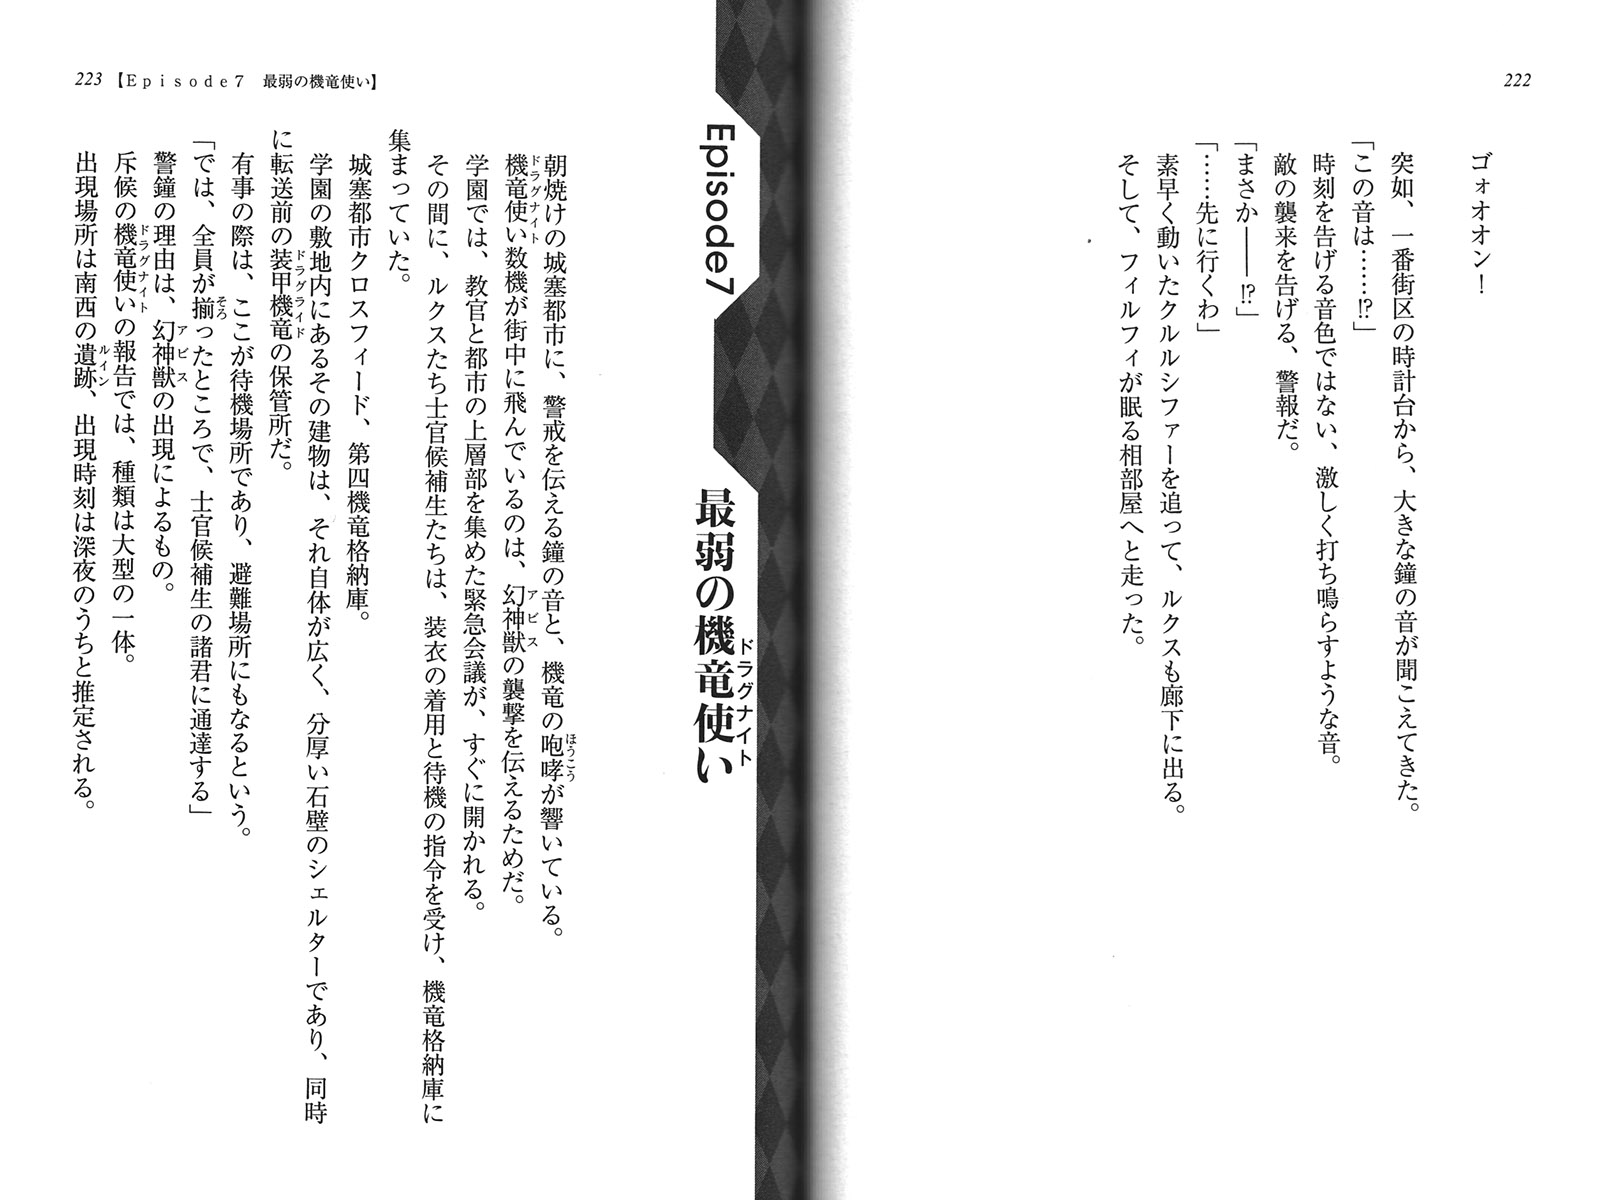 222
ゴォオオン！
突如、一番街区の時計台から、大きな鐘の音が聞こえてきた。
「この音は……!?」
時刻を告げる音色ではない、激しく打ち鳴らすような音。
敵の襲来を告げる、警報だ。
「まさか――!?」
「……先に行くわ」
素早く動いたクルルシファーを追って、ルクスも廊下に出る。
そして、フィルフィが眠る相部屋へと走った。
Episode7 最弱の機竜使い
ドラグナイト
223 【Ｅｐｉｓｏｄｅ７　最弱の機竜使い】
朝焼けの城塞都市に、警戒を伝える鐘の音と、機竜の咆哮が響いている。
ほうこう
機竜使い数機が街中に飛んでいるのは、幻神獣の襲撃を伝えるためだ。
ドラグナイト アビス
学園では、教官と都市の上層部を集めた緊急会議が、すぐに開かれる。
その間に、ルクスたち士官候補生たちは、装衣の着用と待機の指令を受け、機竜格納庫に
集まっていた。
城塞都市クロスフィード、第四機竜格納庫。
学園の敷地内にあるその建物は、それ自体が広く、分厚い石壁のシェルターであり、同時
に転送前の装甲機竜の保管所だ。
ドラグライド
有事の際は、ここが待機場所であり、避難場所にもなるという。
「では、全員が揃ったところで、士官候補生の諸君に通達する」
そろ
警鐘の理由は、幻神獣の出現によるもの。
アビス
斥候の機竜使いの報告では、種類は大型の一体。
ドラグナイト
出現場所は南西の遺跡、出現時刻は深夜のうちと推定される。
ルイン